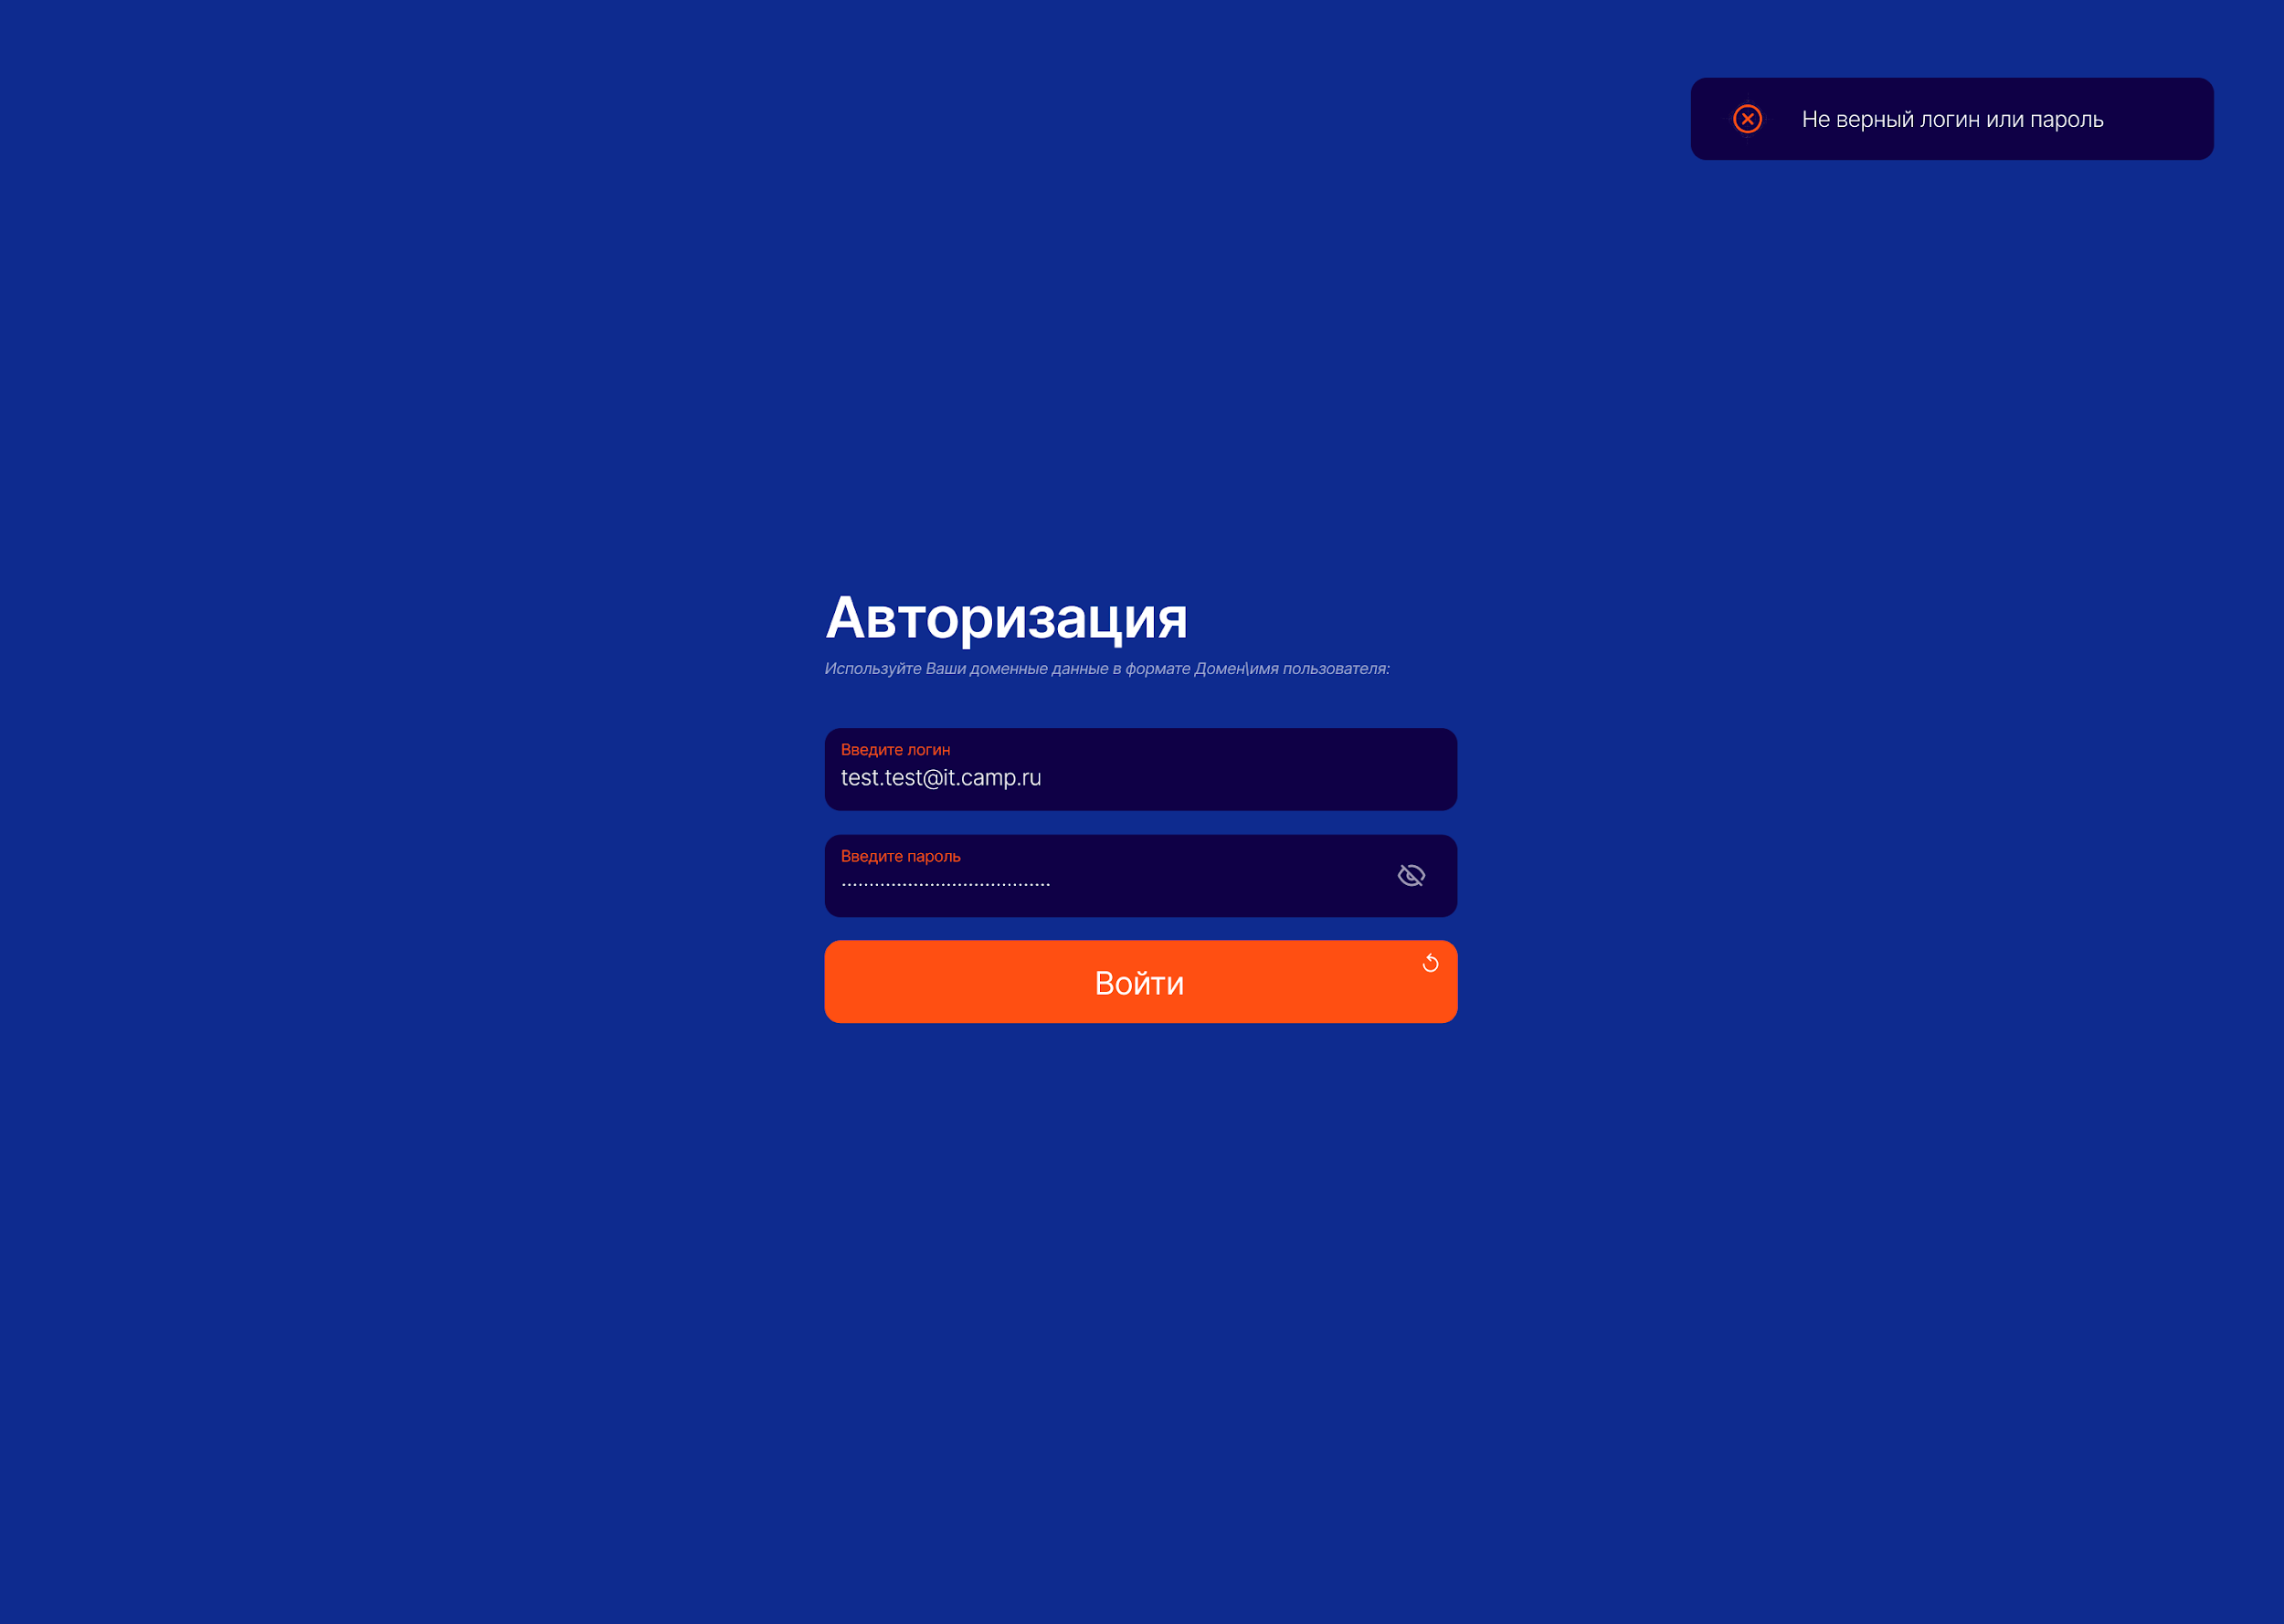 Не верный логин или пароль
Авторизация
Используйте Ваши доменные данные в формате Домен\имя пользователя:
Введите логин
test.test@it.camp.ru
Введите пароль
......................................
Войти